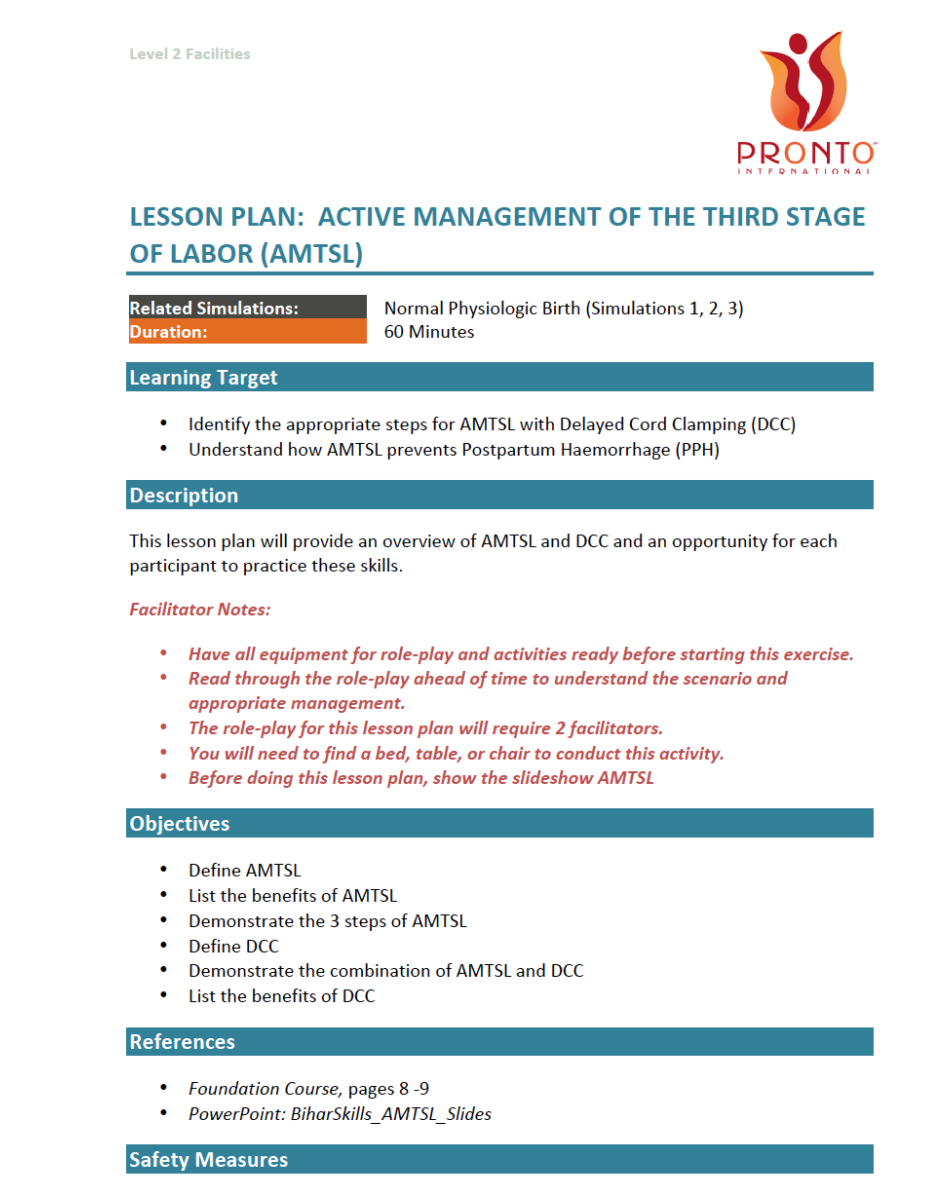 Level 2 Facilities
PRONTO
INTERNATIONAL
LESSON PLAN: ACTIVE MANAGEMENT OF THE THIRD STAGE
OF LABOR (AMTSL)
Related Simulations: Normal Physiologic Birth (Simulations 1, 2, 3)
Duration: 60 Minutes
Learning Target
• Identify the appropriate steps for AMTSL with Delayed Cord Clamping (DCC)
• Understand how AMTSL prevents Postpartum Haemorrhage (PPH)
Description
This lesson plan will provide an overview of AMTSL and DCC and an opportunity for each
participant to practice these skills.
Facilitator Notes:
• Have all equipment for role-play and activities ready before starting this exercise.
• Read through the role-play ahead of time to understand the scenario and
appropriate management.
• The role-play for this lesson plan will require 2 facilitators.
• You will need to find a bed, table, or chair to conduct this activity.
• Before doing this lesson plan, show the slideshow AMTSL
Objectives
• Define AMTSL
• List the benefits of AMTSL
• Demonstrate the 3 steps of AMTSL
• Define DCC
• Demonstrate the combination of AMTSL and DCC
• List the benefits of DCC
References
• Foundation Course, pages 8 -9
• PowerPoint: BiharSkills_AMTSL_Slides
Safety Measures